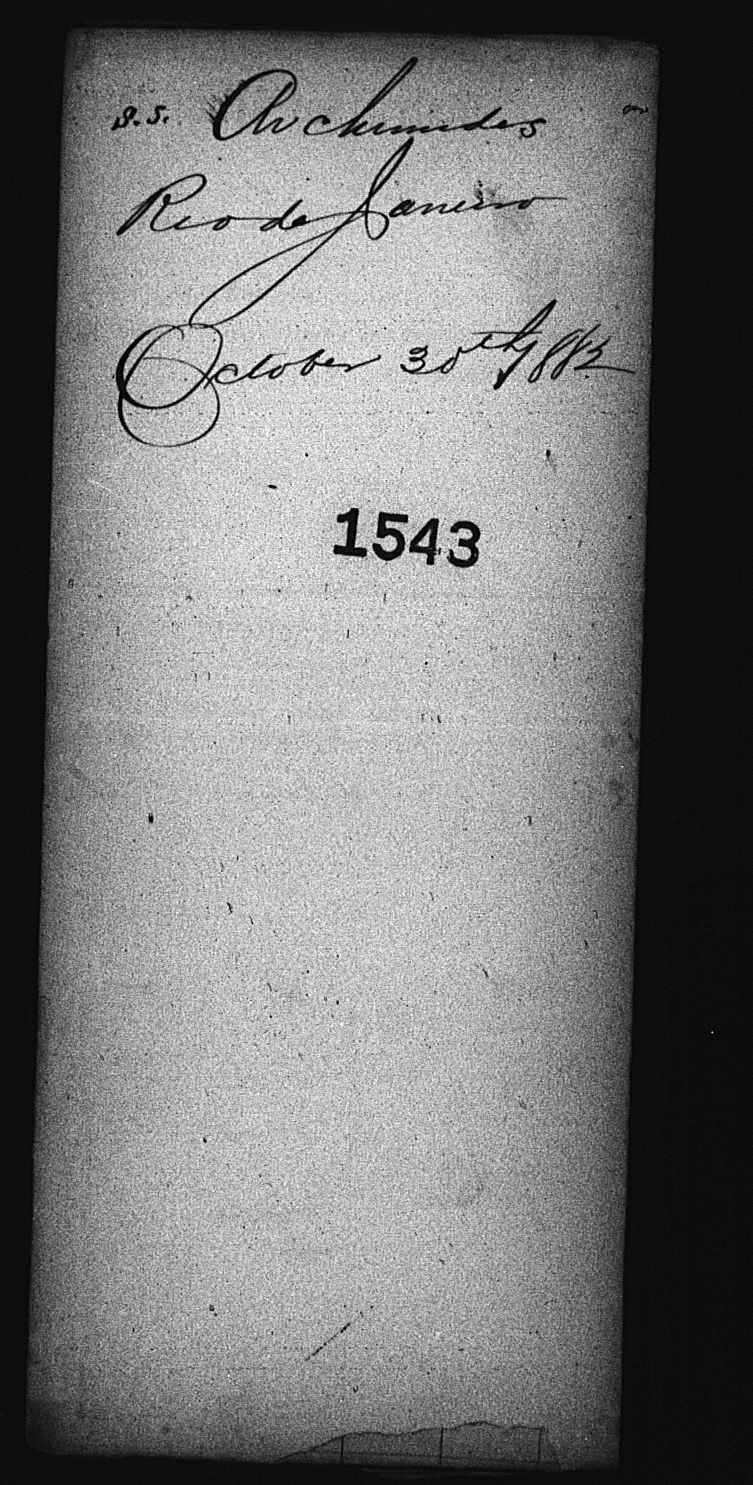 S.S. Archimedes
Rio de Janeiro
October 30th 1882
1543